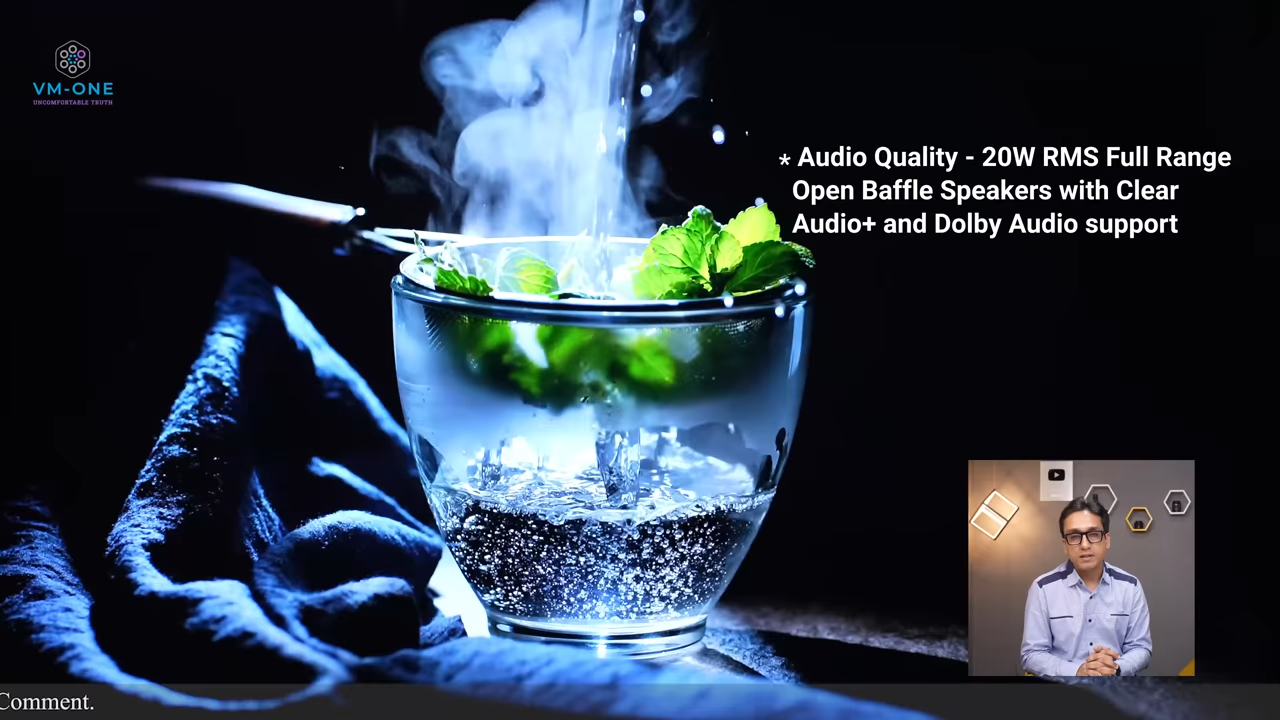 VM-ONE
UNCOMFORTABLE TRUTH
* Audio Quality - 20W RMS Full Range
Open Baffle Speakers with Clear
Audio+ and Dolby Audio support
Comment.